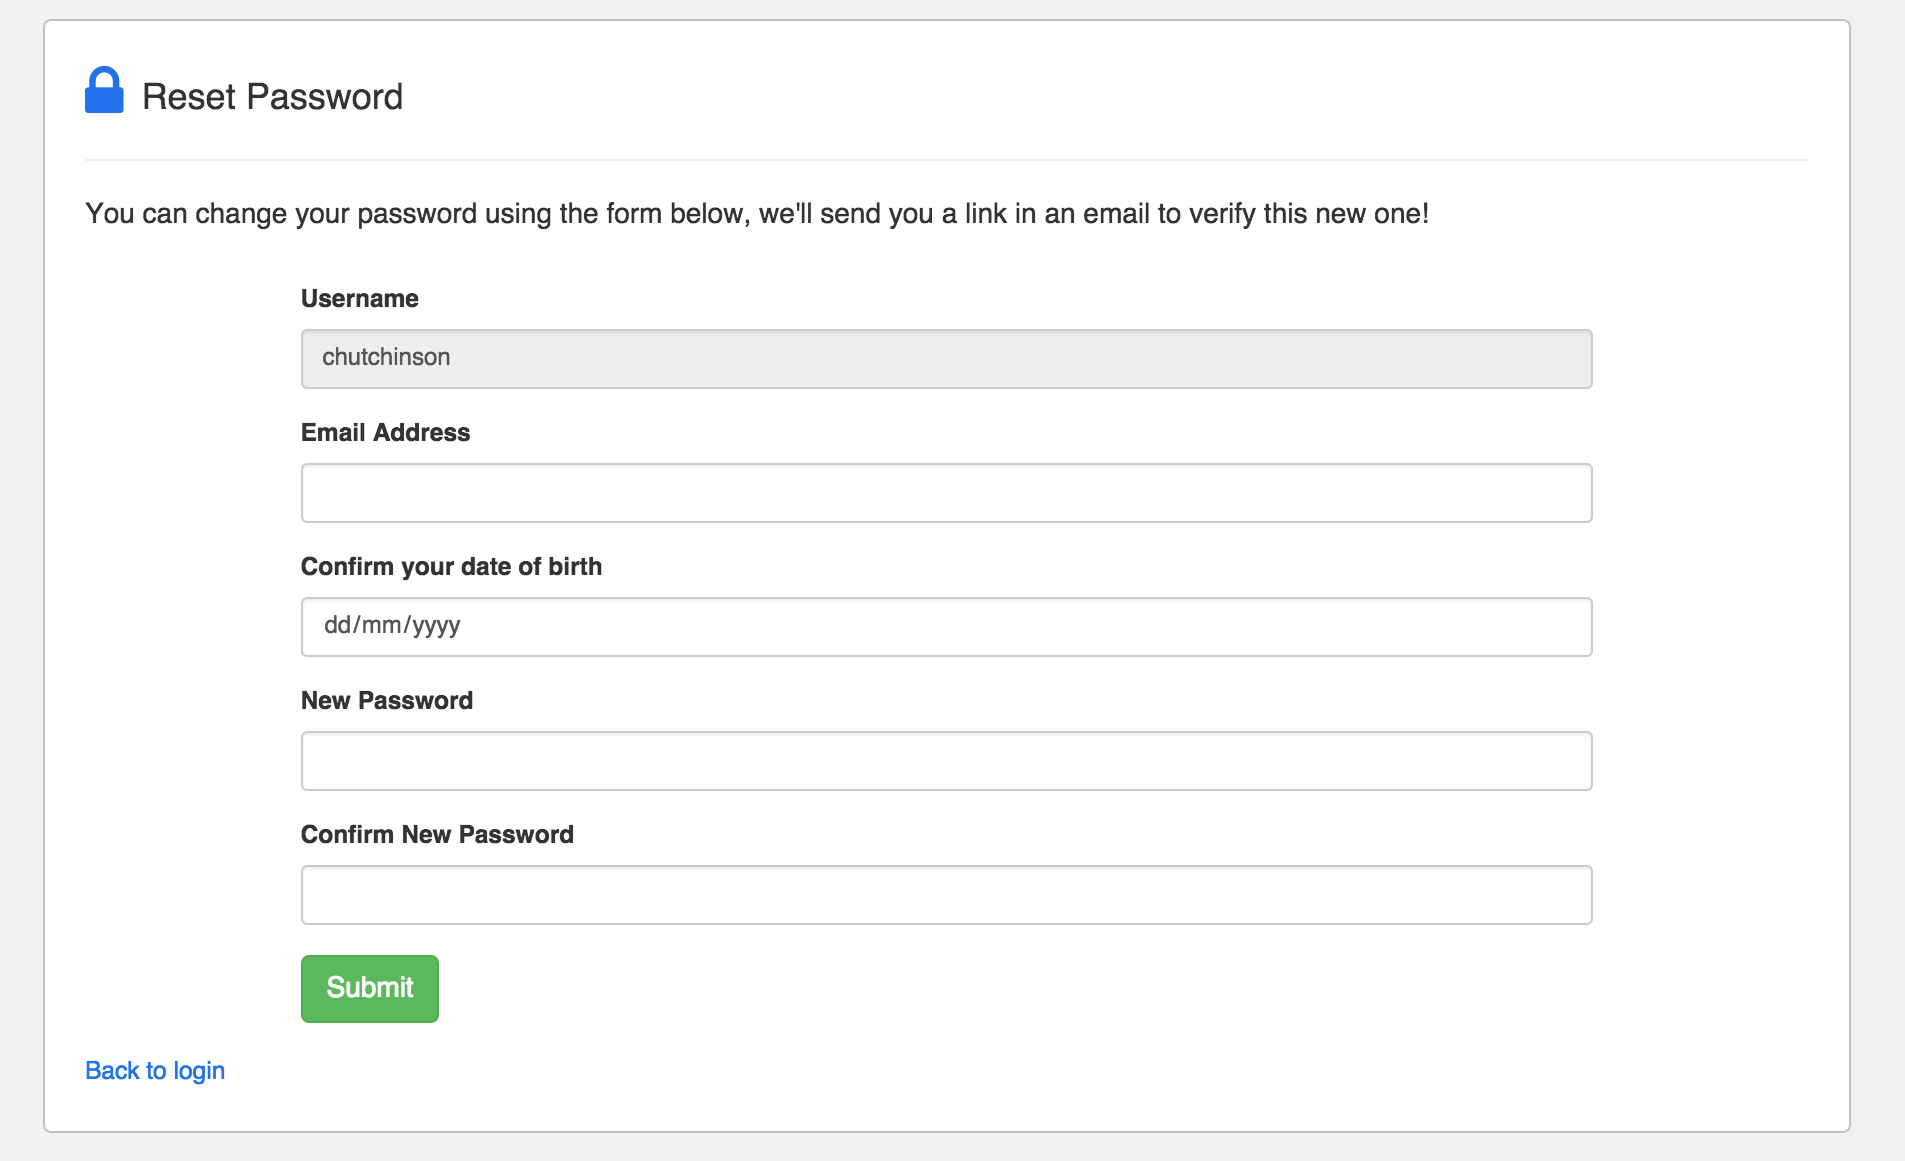 Reset Password
You can change your password using the form below, we'll send you a link in an email to verify this new one!
Username
chutchinson
Email Address
Confirm your date of birth
dd/mm/yyyy
New Password
Confirm New Password
Submit
Back to login